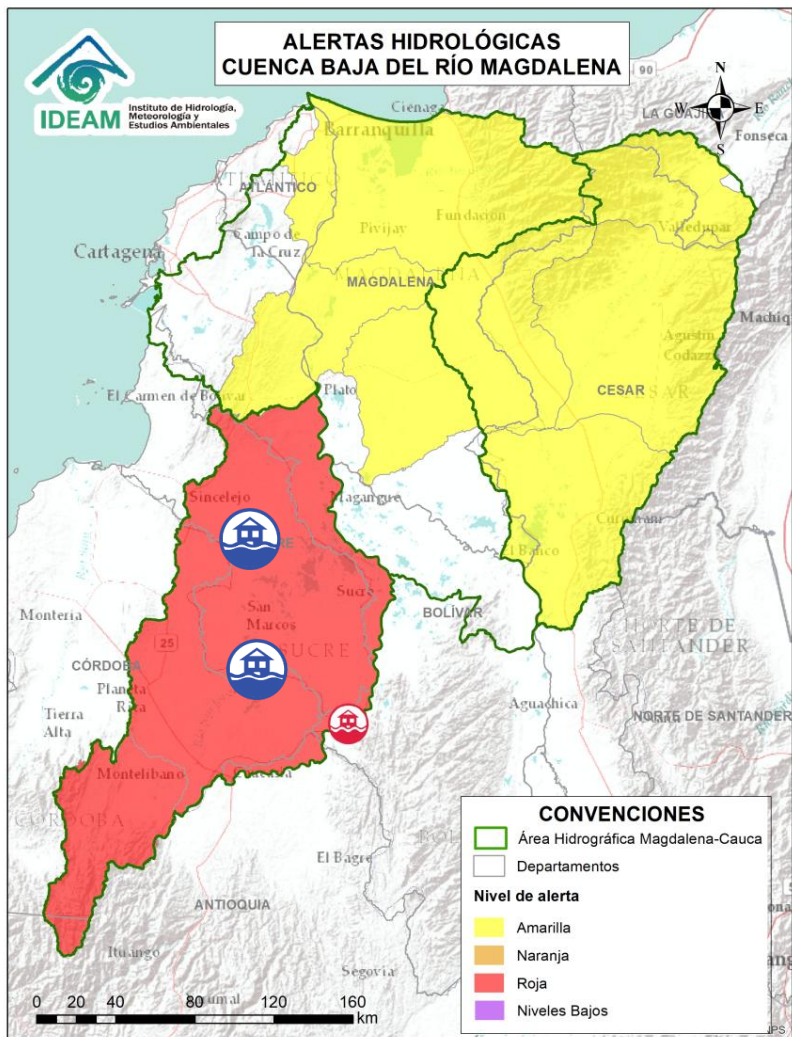 ALERTAS HIDROLÓGICAS
CUENCA BAJA DEL RÍO MAGDALENA
IDEAM
Instituto de Hidrología,
Meteorología y
Estudios Ambientales
N
W
E
S
90
Ciénaga
LA GUAJIRA
Barranquilla
Fonseca
ATLÁNTICO
Fundación
Pivijay
Valledupar
Campo de
la Cruz
Cartagena
MAGDALENA
Machiq
Agustín
Codazzi
CESAR
El Carmen de Bolívar
Plato
Sincelejo
Magangué
El Banco
Sucre
San
Marcos
BOLÍVAR
SUCRE
Montería
25
NORTE DE
SANTANDER
CÓRDOBA
Planeta
Rica
Tierra
Alta
Aguachica
NORTE DE SANTANDER
Montelíbano
CÓRDOBA
El Bagre
ANTIOQUIA
Ituango
Segovia
CONVENCIONES
Área Hidrográfica Magdalena-Cauca
Departamentos
Nivel de alerta
Amarilla
Naranja
Roja
Niveles Bajos
0 20 40 80 120 160
km